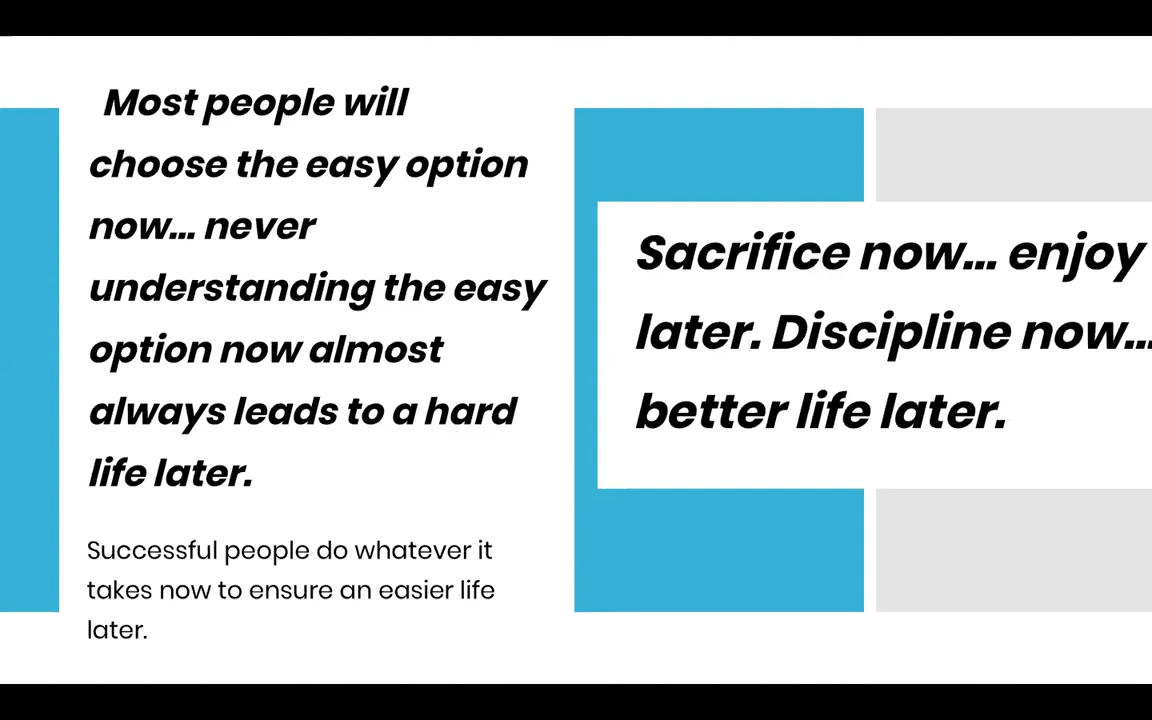 Most people will
choose the easy option
now... never
understanding the easy
option now almost
always leads to a hard
life later.
Successful people do whatever it
takes now to ensure an easier life
later.
Sacrifice now... enjoy
later. Discipline now...
better life later.